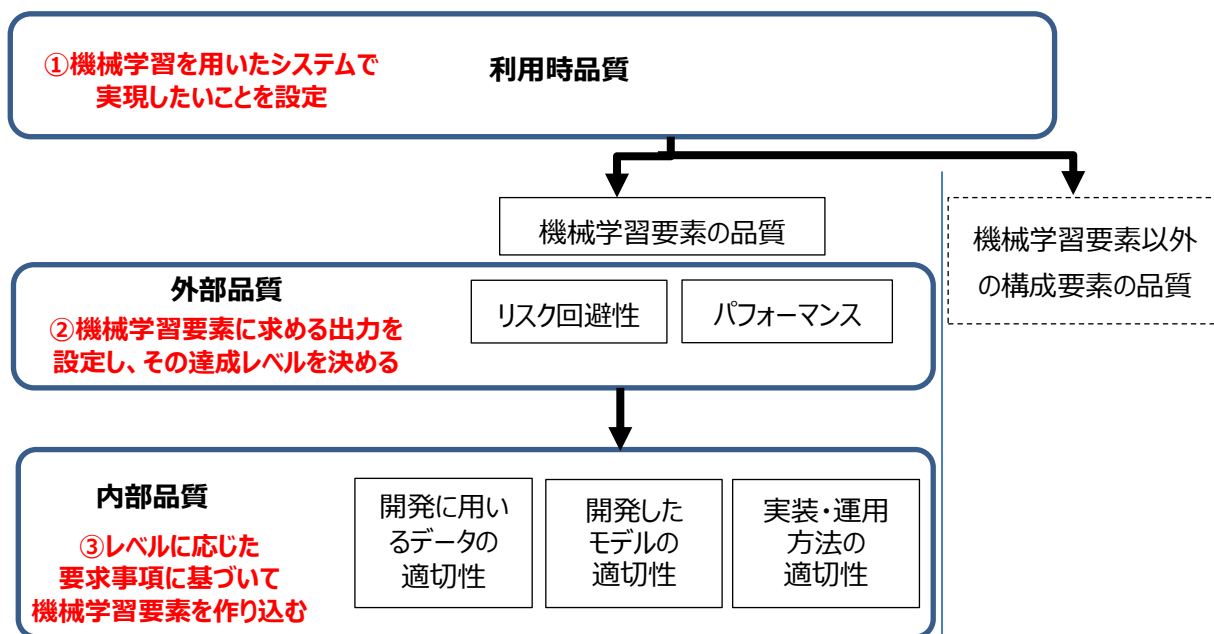 ①機械学習を用いたシステムで
実現したいことを設定
利用時品質
機械学習要素の品質
機械学習要素以外
の構成要素の品質
外部品質
②機械学習要素に求める出力を
設定し、その達成レベルを決める
リスク回避性
パフォーマンス
内部品質
③レベルに応じた
要求事項に基づいて
機械学習要素を作り込む
開発に用い
るデータの
適切性
開発した
モデルの
適切性
実装・運用
方法の
適切性